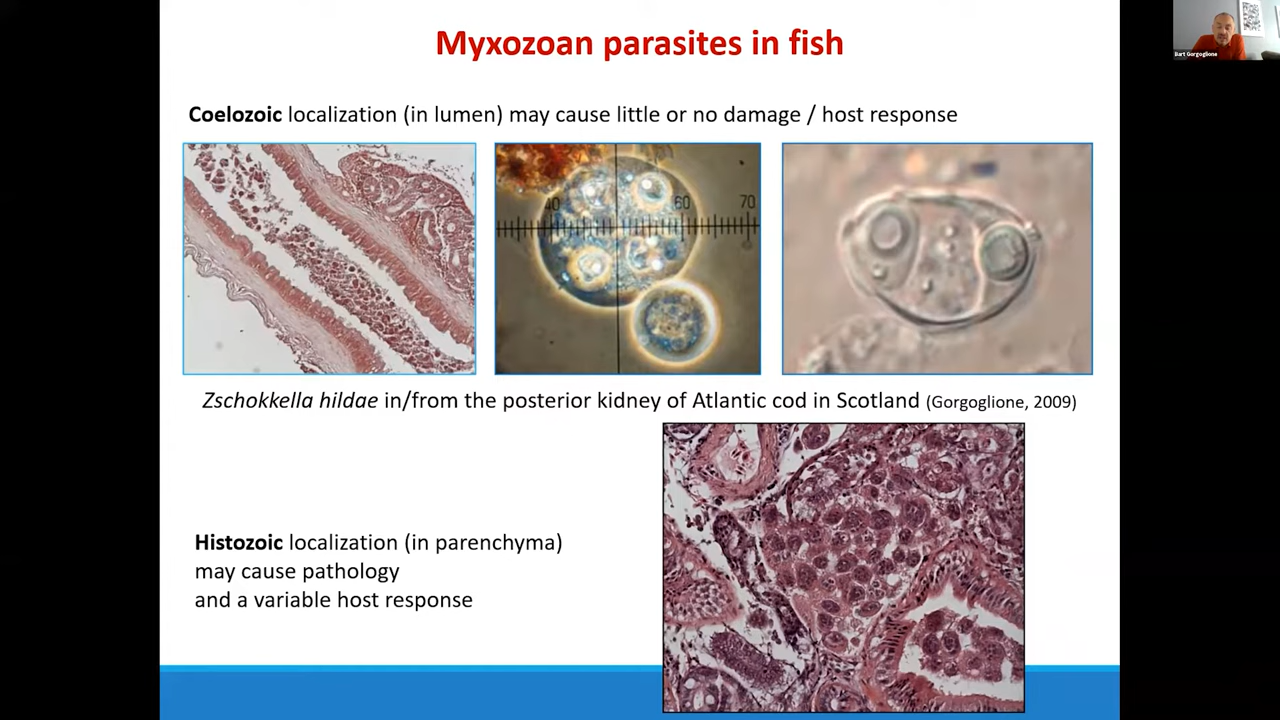 Myxozoan parasites in fish
Bart Gorgoglione
Coelozoic localization (in lumen) may cause little or no damage / host response
40 60 70
Zschokkella hildae in/from the posterior kidney of Atlantic cod in Scotland (Gorgoglione, 2009)
Histozoic localization (in parenchyma)
may cause pathology
and a variable host response